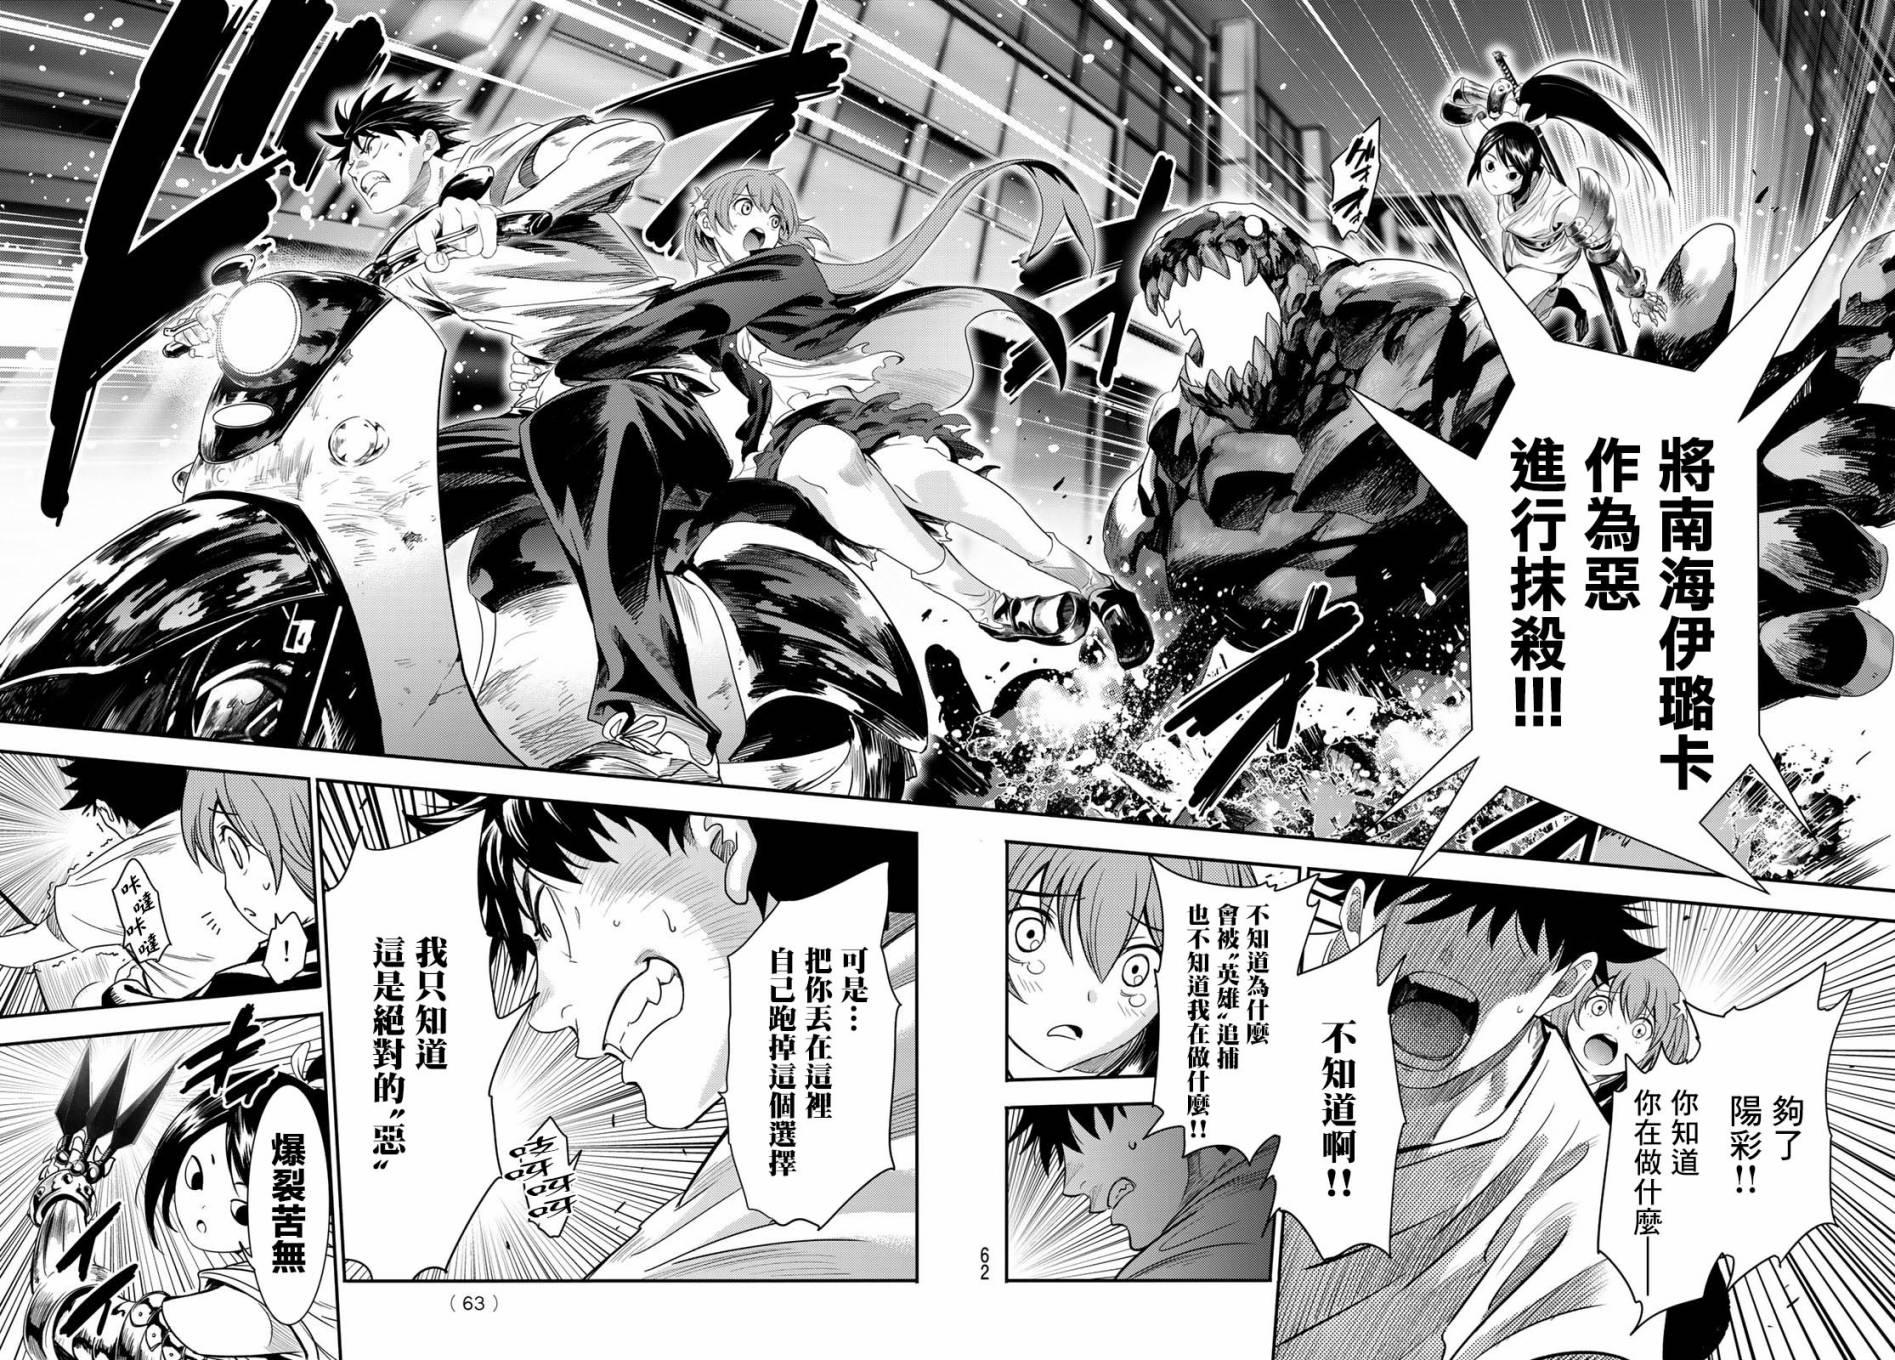 將南海伊璐卡
作為惡
進行抹殺!!!
夠了
陽彩!!
你知道
你在做什麼——
不知道啊!!
不知道為什麼
會被〝英雄〞追捕
也不知道我在做什麼!!
62
可是…
把你丟在這裡
自己跑掉這個選擇
我只知道
這是絕對的〝惡〞
!
咔噠咔噠
爆裂苦無
( 63 )